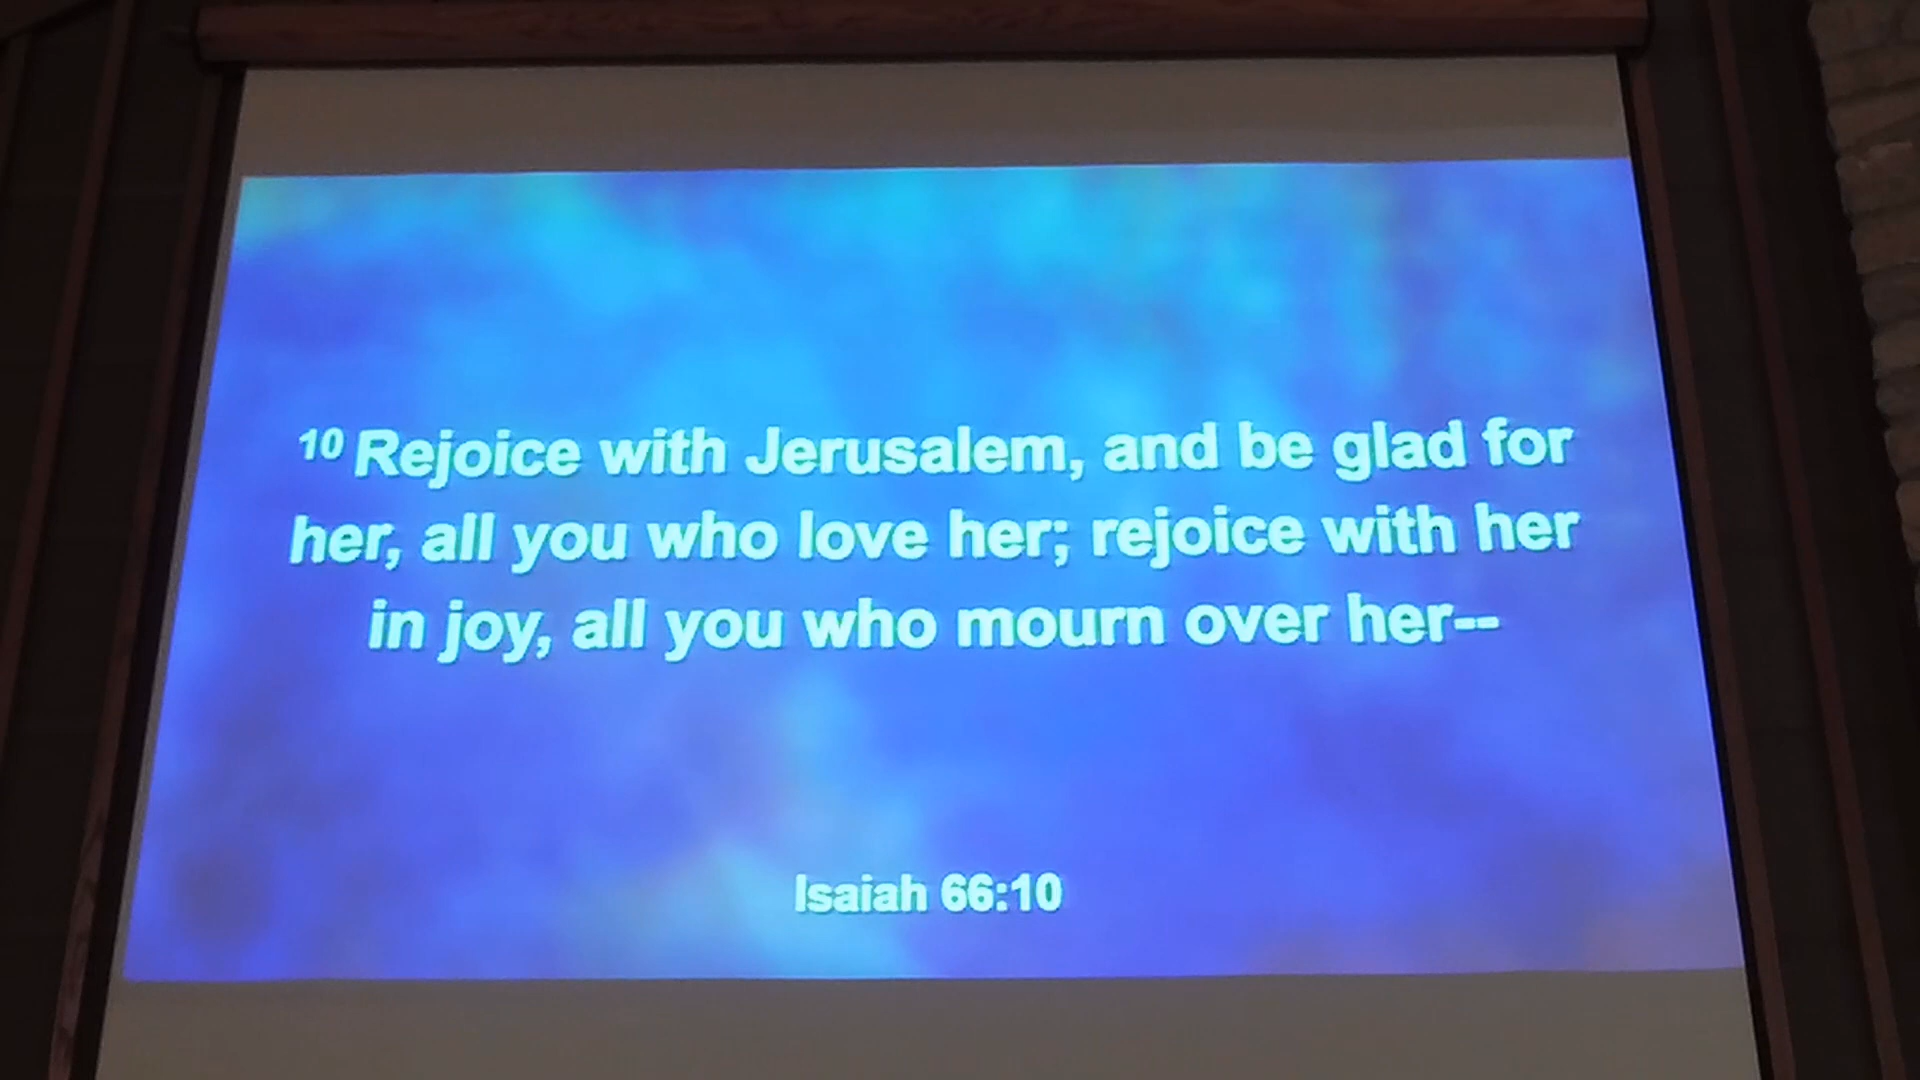 10 Rejoice with Jerusalem, and be glad for
her, all you who love her; rejoice with her
in joy, all you who mourn over her--
Isaiah 66:10